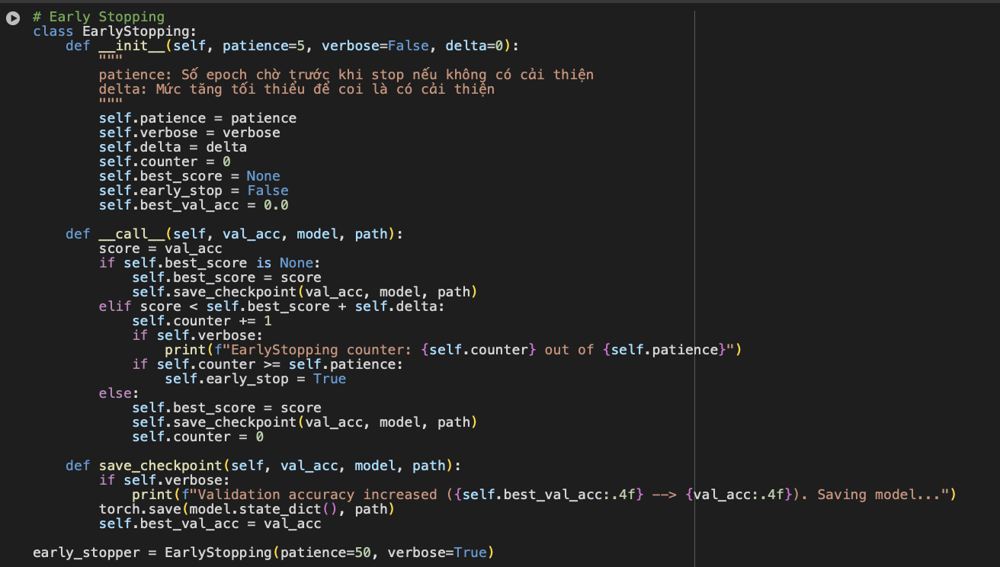 # Early Stopping
class EarlyStopping:
    def __init__(self, patience=5, verbose=False, delta=0):
        """
        patience: Số epoch chờ trước khi stop nếu không có cải thiện
        delta: Mức tăng tối thiểu để coi là có cải thiện
        """
        self.patience = patience
        self.verbose = verbose
        self.delta = delta
        self.counter = 0
        self.best_score = None
        self.early_stop = False
        self.best_val_acc = 0.0

    def __call__(self, val_acc, model, path):
        score = val_acc
        if self.best_score is None:
            self.best_score = score
            self.save_checkpoint(val_acc, model, path)
        elif score < self.best_score + self.delta:
            self.counter += 1
            if self.verbose:
                print(f"EarlyStopping counter: {self.counter} out of {self.patience}")
            if self.counter >= self.patience:
                self.early_stop = True
        else:
            self.best_score = score
            self.save_checkpoint(val_acc, model, path)
            self.counter = 0

    def save_checkpoint(self, val_acc, model, path):
        if self.verbose:
            print(f"Validation accuracy increased ({self.best_val_acc:.4f} --> {val_acc:.4f}). Saving model...")
        torch.save(model.state_dict(), path)
        self.best_val_acc = val_acc

early_stopper = EarlyStopping(patience=50, verbose=True)